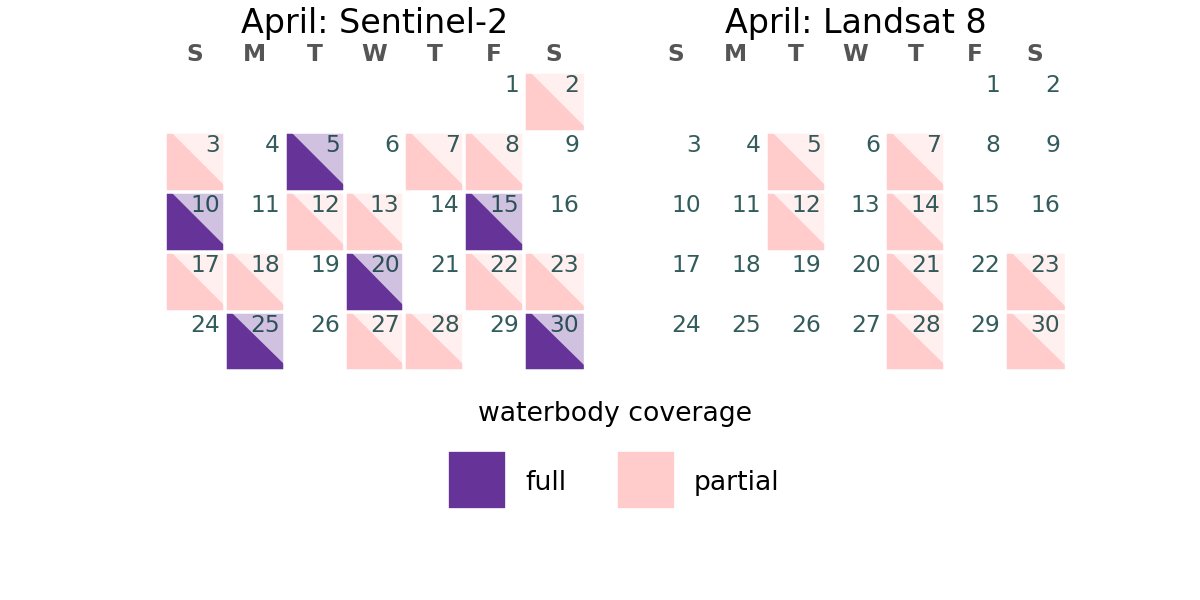 April: Sentinel-2
S M T W T F S
1 2
3 4 5 6 7 8 9
10 11 12 13 14 15 16
17 18 19 20 21 22 23
24 25 26 27 28 29 30
April: Landsat 8
S M T W T F S
1 2
3 4 5 6 7 8 9
10 11 12 13 14 15 16
17 18 19 20 21 22 23
24 25 26 27 28 29 30
waterbody coverage
full partial